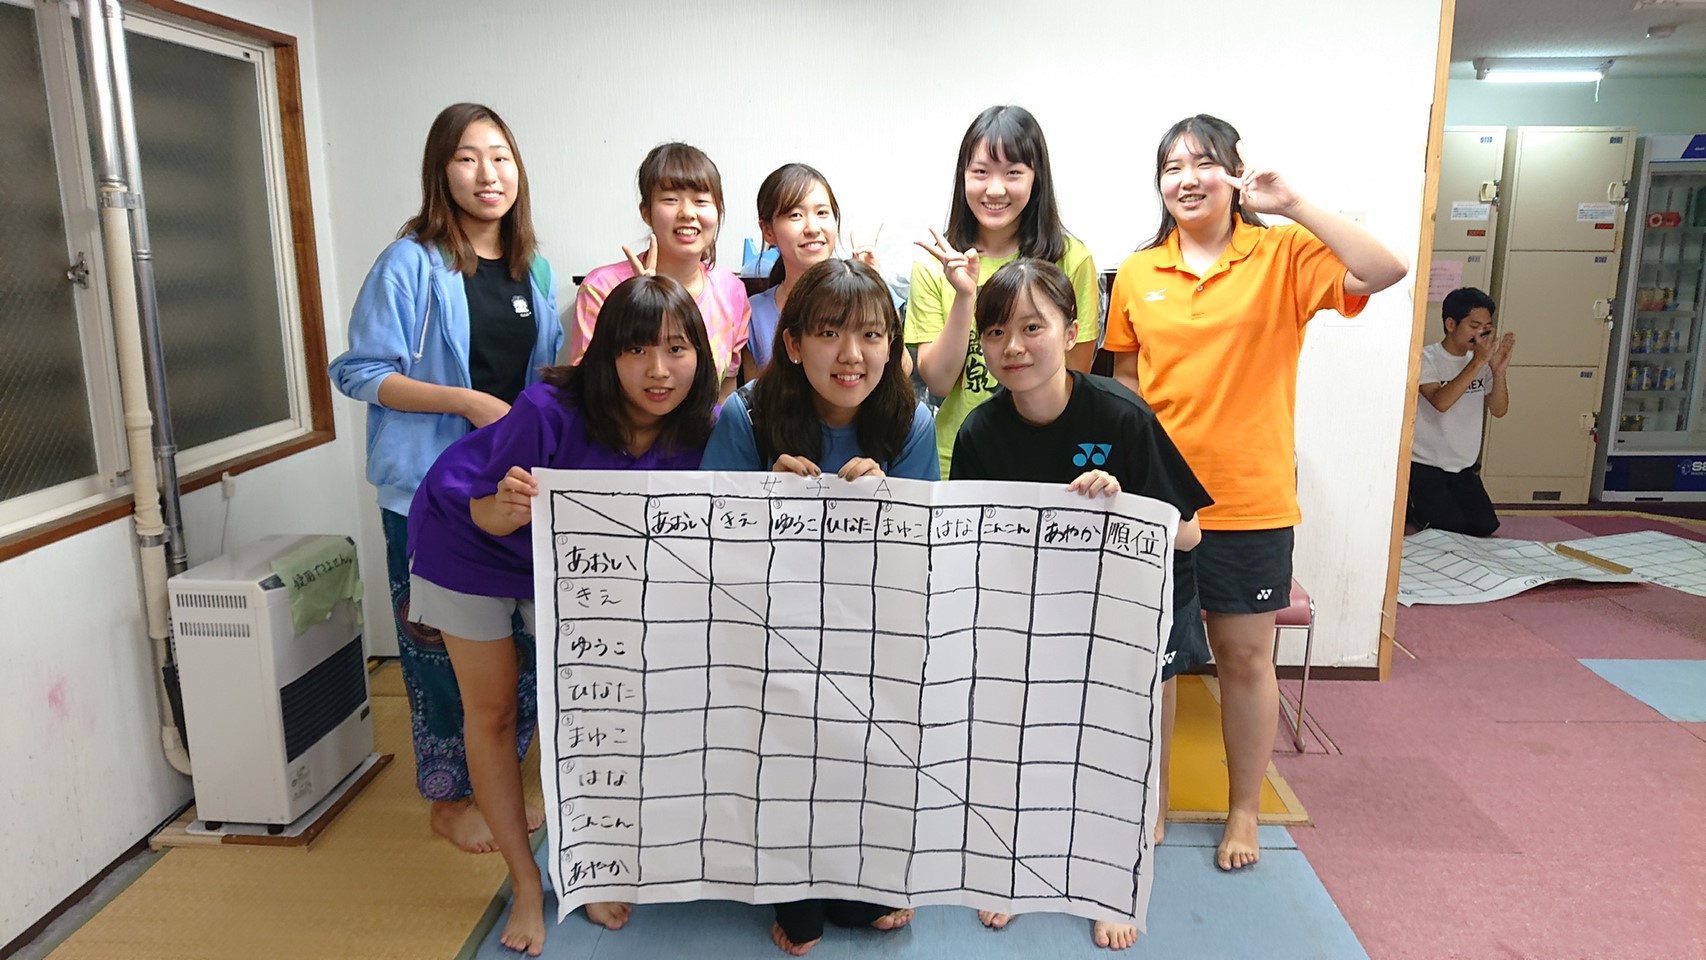 女子 A
① あおい ② きえ ③ ゆうこ ④ ひなた ⑤ まゆこ ⑥ はな ⑦ こんこん ⑧ あやか 順位
① あおい
② きえ
③ ゆうこ
④ ひなた
⑤ まゆこ
⑥ はな
⑦ こんこん
⑧ あやか
泉